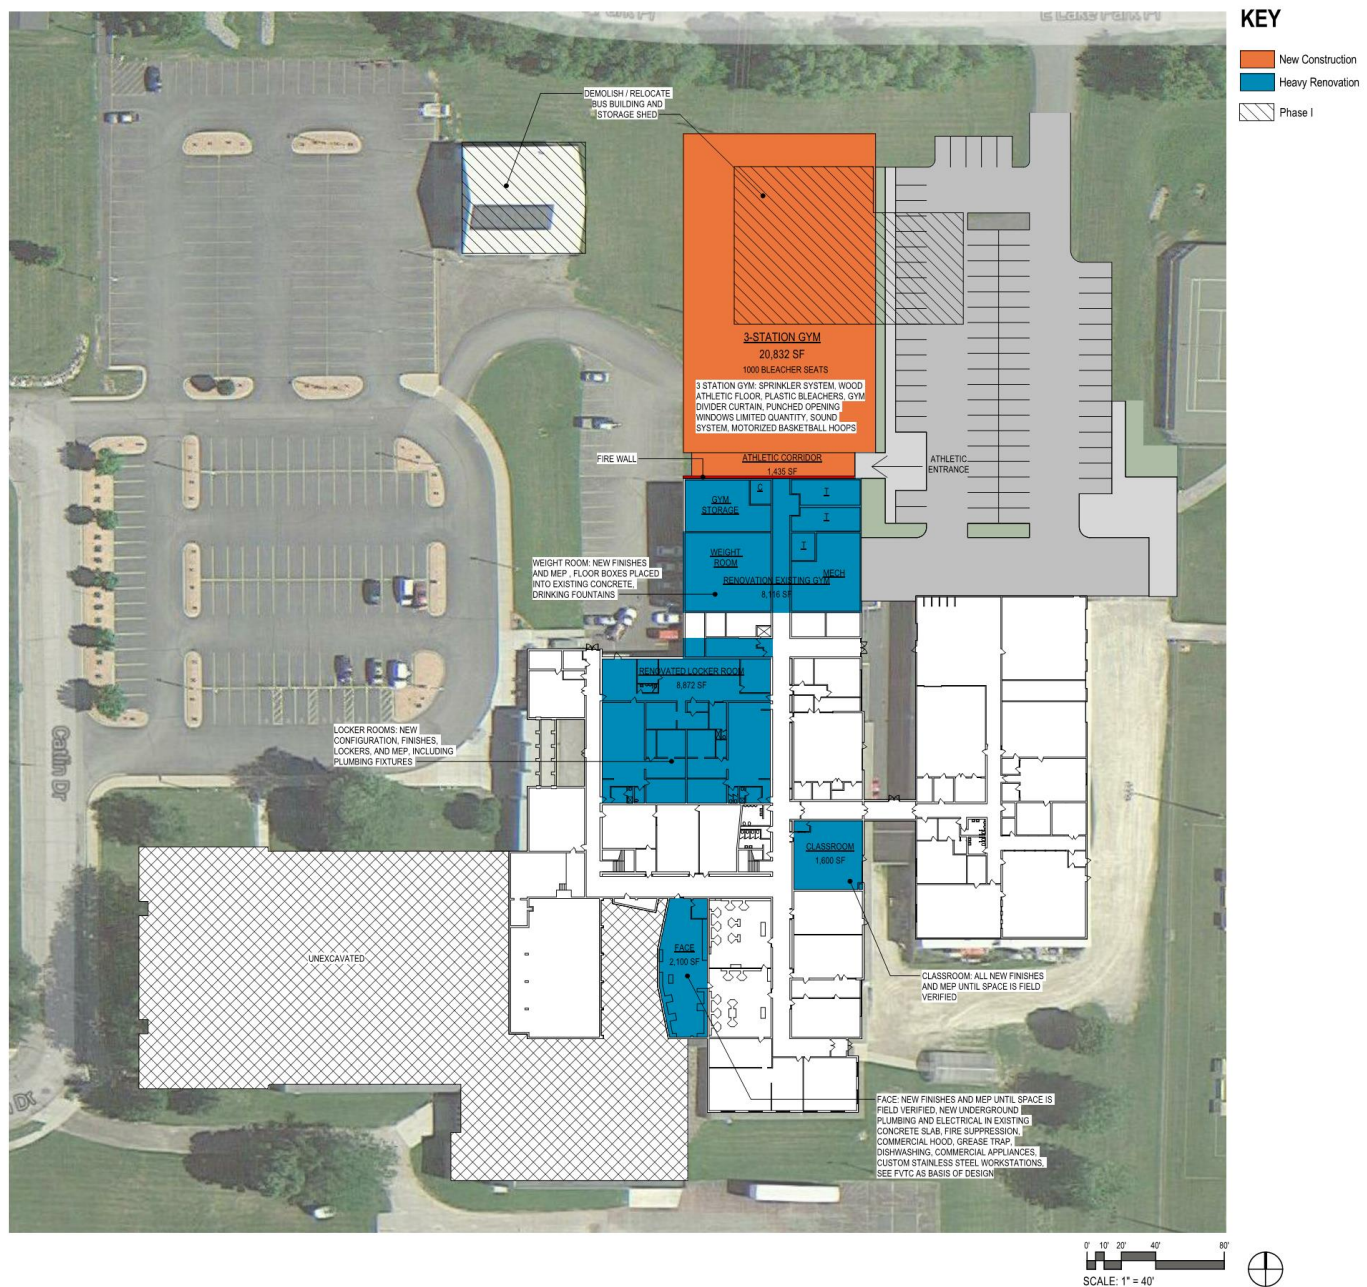 E Lake Park Pl
KEY
New Construction
Heavy Renovation
Phase I
DEMOLISH / RELOCATE
BUS BUILDING AND
STORAGE SHED
3-STATION GYM
20,832 SF
1000 BLEACHER SEATS
3 STATION GYM: SPRINKLER SYSTEM, WOOD
ATHLETIC FLOOR, PLASTIC BLEACHERS, GYM
DIVIDER CURTAIN, PUNCHED OPENING
WINDOWS LIMITED QUANTITY, SOUND
SYSTEM, MOTORIZED BASKETBALL HOOPS
FIRE WALL
ATHLETIC CORRIDOR
1,435 SF
ATHLETIC
ENTRANCE
C
T
GYM
STORAGE
T
WEIGHT
ROOM
T
MECH
RENOVATION EXISTING GYM
8,116 SF
WEIGHT ROOM: NEW FINISHES
AND MEP , FLOOR BOXES PLACED
INTO EXISTING CONCRETE,
DRINKING FOUNTAINS
RENOVATED LOCKER ROOM
8,872 SF
LOCKER ROOMS: NEW
CONFIGURATION, FINISHES,
LOCKERS, AND MEP, INCLUDING
PLUMBING FIXTURES
Catlin Dr
CLASSROOM
1,600 SF
UNEXCAVATED
FACE
2,100 SF
CLASSROOM: ALL NEW FINISHES
AND MEP UNTIL SPACE IS FIELD
VERIFIED
FACE: NEW FINISHES AND MEP UNTIL SPACE IS
FIELD VERIFIED, NEW UNDERGROUND
PLUMBING AND ELECTRICAL IN EXISTING
CONCRETE SLAB, FIRE SUPPRESSION,
COMMERCIAL HOOD, GREASE TRAP,
DISHWASHING, COMMERCIAL APPLIANCES,
CUSTOM STAINLESS STEEL WORKSTATIONS,
SEE FVTC AS BASIS OF DESIGN
Dr
0' 10' 20' 40' 80'
SCALE: 1" = 40'